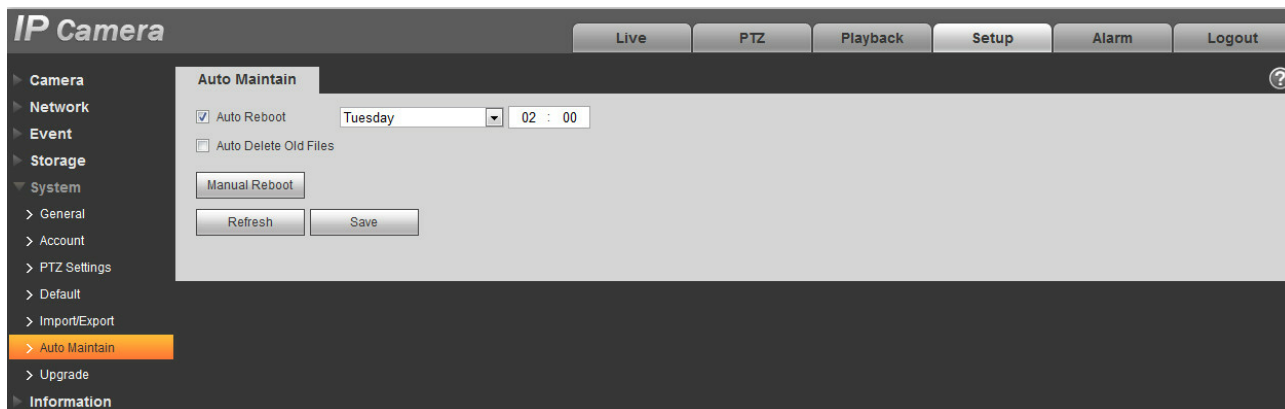 IP Camera
Live PTZ Playback Setup Alarm Logout
Camera
Network
Event
Storage
System
> General
> Account
> PTZ Settings
> Default
> Import/Export
> Auto Maintain
> Upgrade
Information
Auto Maintain
?
Auto Reboot Tuesday 02 : 00
Auto Delete Old Files
Manual Reboot
Refresh Save